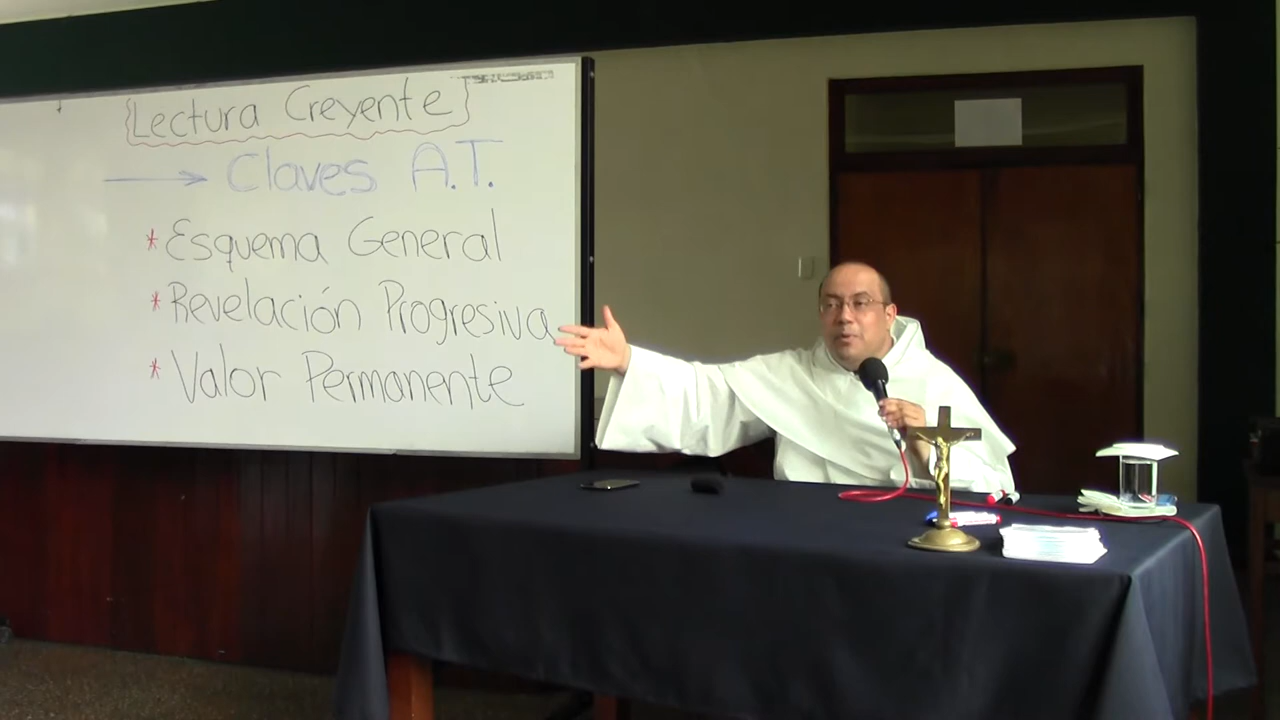 Lectura Creyente
→ Claves A.T.
* Esquema General
* Revelación Progresiva
* Valor Permanente